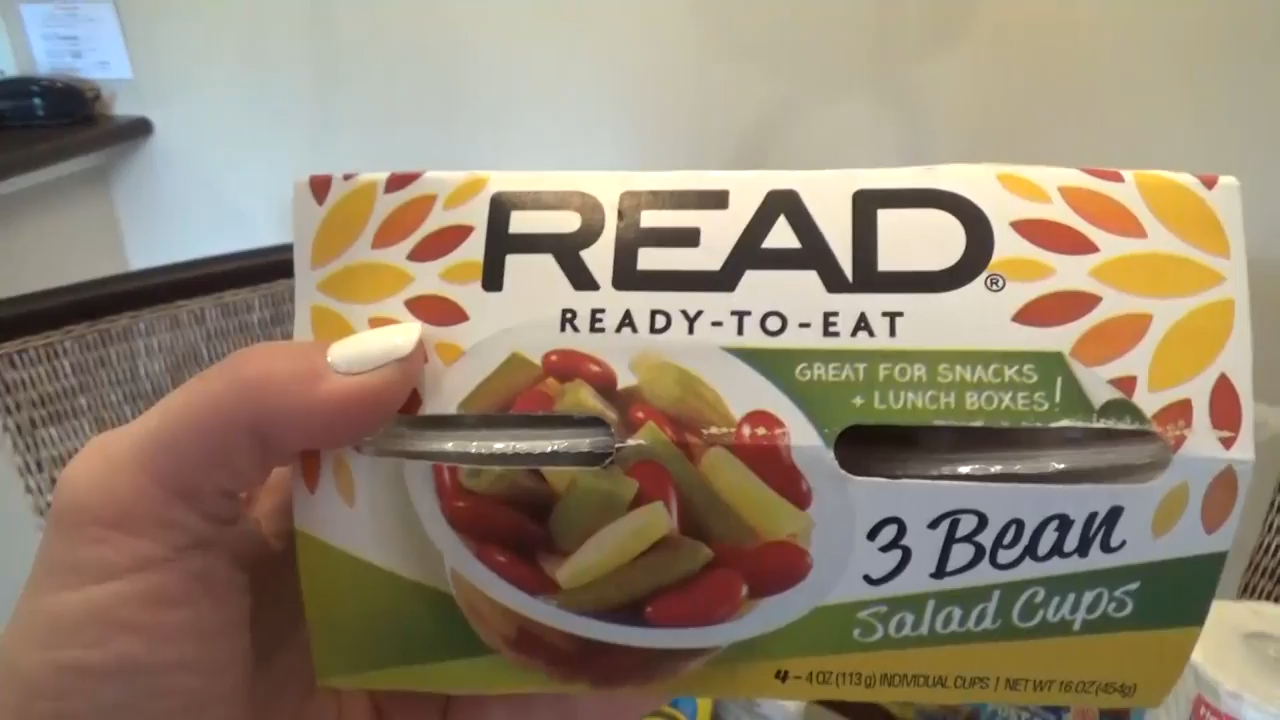 READ®
READY-TO-EAT
GREAT FOR SNACKS
+ LUNCH BOXES!
3 Bean
Salad Cups
4 – 4 OZ (113 g) INDIVIDUAL CUPS | NET WT 16 OZ (454g)